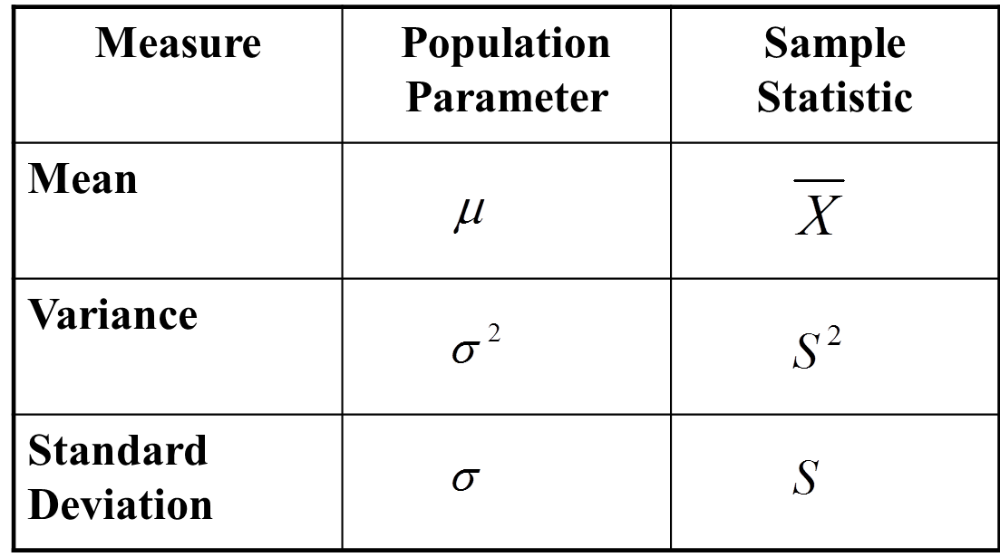 Measure
Population
Parameter
Sample
Statistic
Mean
μ
X̅
Variance
σ²
S²
Standard
Deviation
σ
S